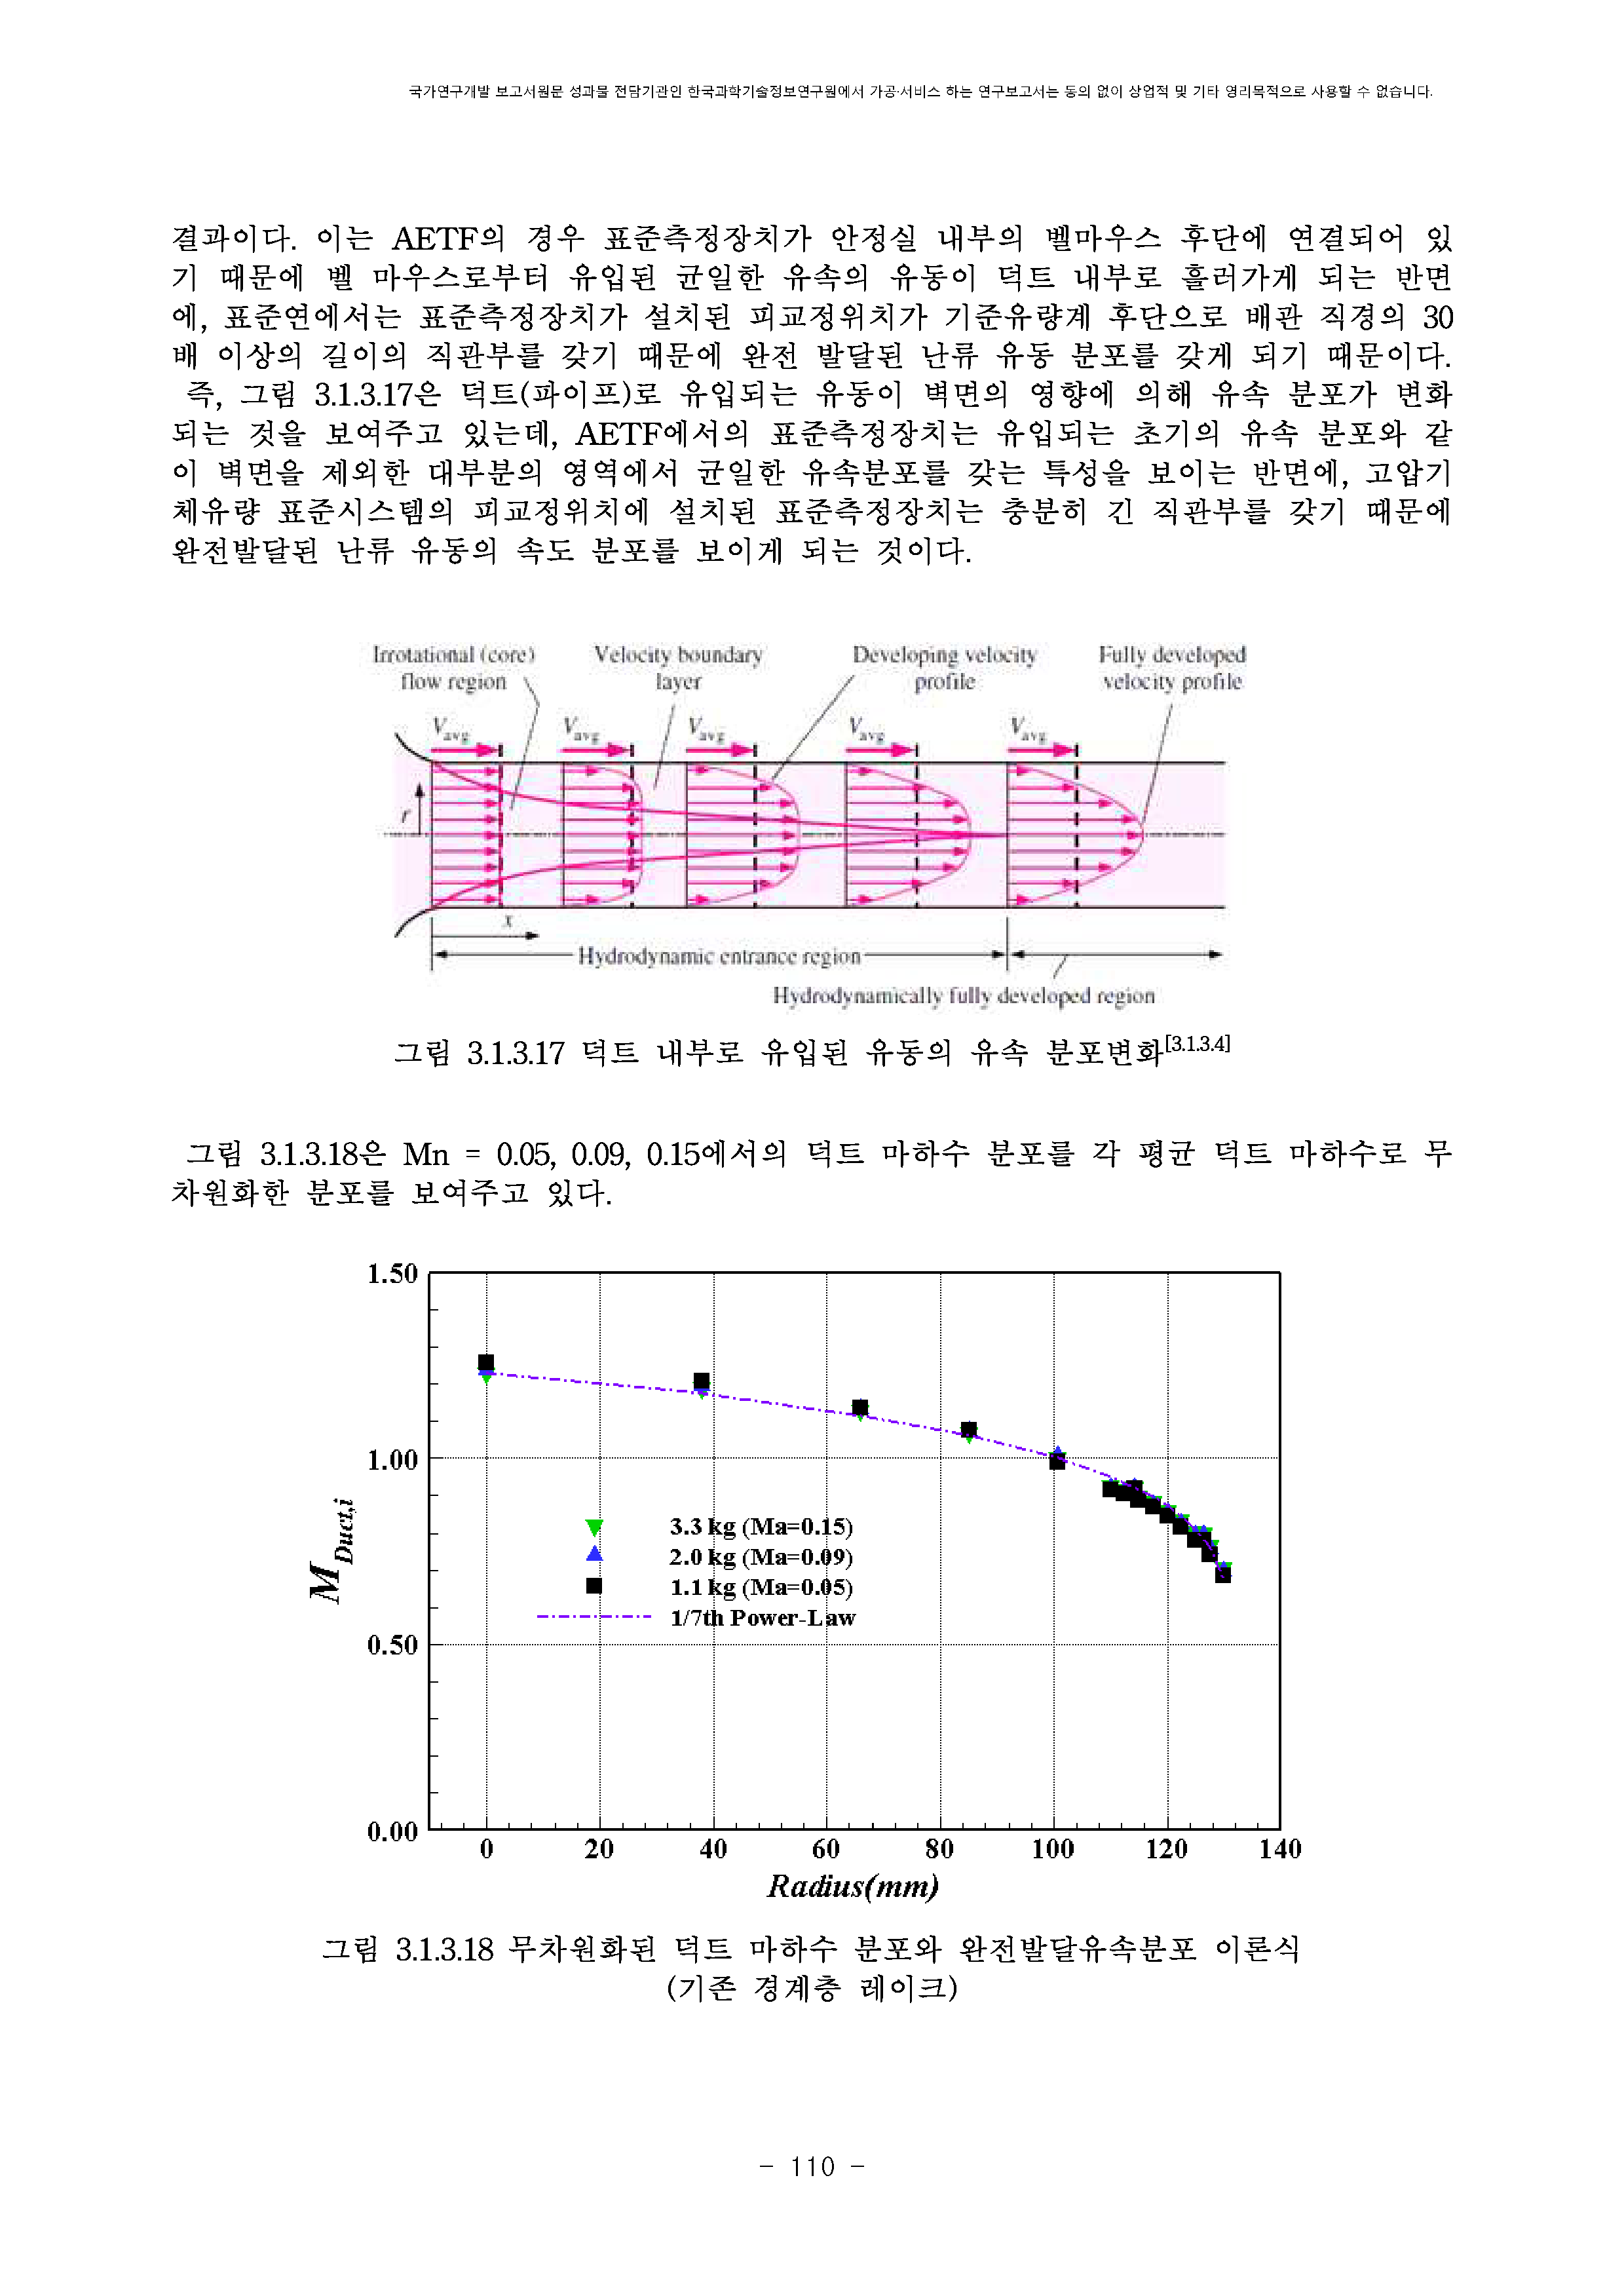 국가연구개발 보고서원문 성과물 전담기관인 한국과학기술정보연구원에서 가공·서비스 하는 연구보고서는 동의 없이 상업적 및 기타 영리목적으로 사용할 수 없습니다.
결과이다. 이는 AETF의 경우 표준측정장치가 안정실 내부의 벨마우스 후단에 연결되어 있
기 때문에 벨 마우스로부터 유입된 균일한 유속의 유동이 덕트 내부로 흘러가게 되는 반면
에, 표준연에서는 표준측정장치가 설치된 피교정위치가 기준유량계 후단으로 배관 직경의 30
배 이상의 길이의 직관부를 갖기 때문에 완전 발달된 난류 유동 분포를 갖게 되기 때문이다.
즉, 그림 3.1.3.17은 덕트(파이프)로 유입되는 유동이 벽면의 영향에 의해 유속 분포가 변화
되는 것을 보여주고 있는데, AETF에서의 표준측정장치는 유입되는 초기의 유속 분포와 같
이 벽면을 제외한 대부분의 영역에서 균일한 유속분포를 갖는 특성을 보이는 반면에, 고압기
체유량 표준시스템의 피교정위치에 설치된 표준측정장치는 충분히 긴 직관부를 갖기 때문에
완전발달된 난류 유동의 속도 분포를 보이게 되는 것이다.
Irrotational (core) Velocity boundary Developing velocity Fully developed
flow region layer profile velocity profile
Vavg Vavg Vavg Vavg Vavg
r
x
Hydrodynamic entrance region
Hydrodynamically fully developed region
그림 3.1.3.17 덕트 내부로 유입된 유동의 유속 분포변화[3.1.3.4]
그림 3.1.3.18은 Mn = 0.05, 0.09, 0.15에서의 덕트 마하수 분포를 각 평균 덕트 마하수로 무
차원화한 분포를 보여주고 있다.
1.50
1.00
0.50
0.00
M Duct,i
3.3 kg (Ma=0.15)
2.0 kg (Ma=0.09)
1.1 kg (Ma=0.05)
1/7th Power-Law
0 20 40 60 80 100 120 140
Radius(mm)
그림 3.1.3.18 무차원화된 덕트 마하수 분포와 완전발달유속분포 이론식
(기존 경계층 레이크)
- 110 -